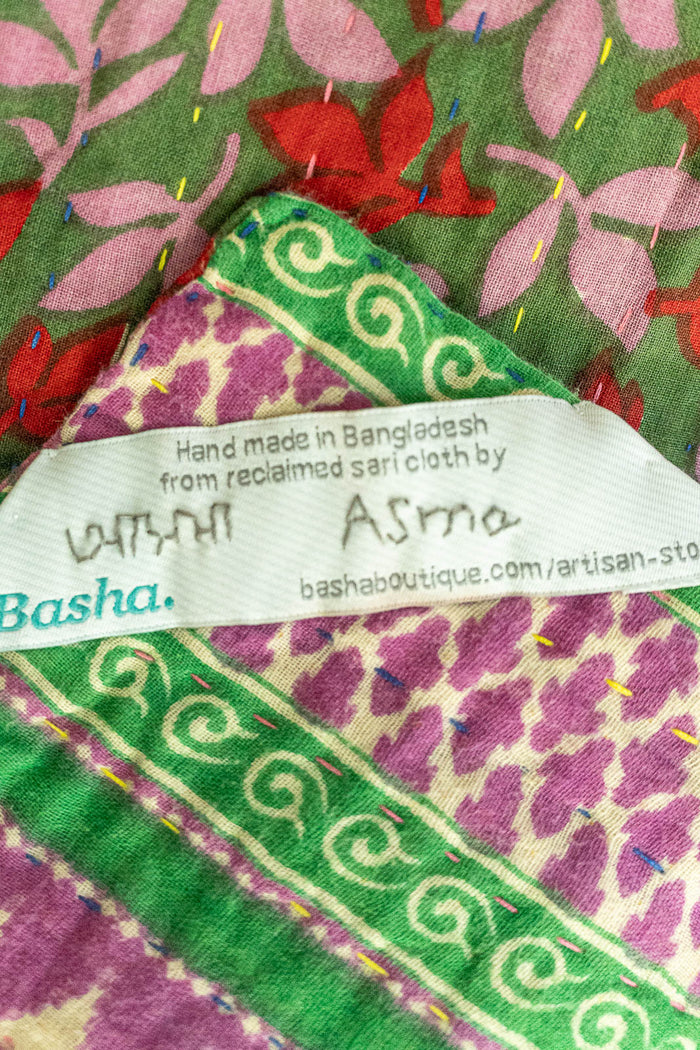 Hand made in Bangladesh
from reclaimed sari cloth by
আসমা Asma
Basha.
bashaboutique.com/artisan-sto